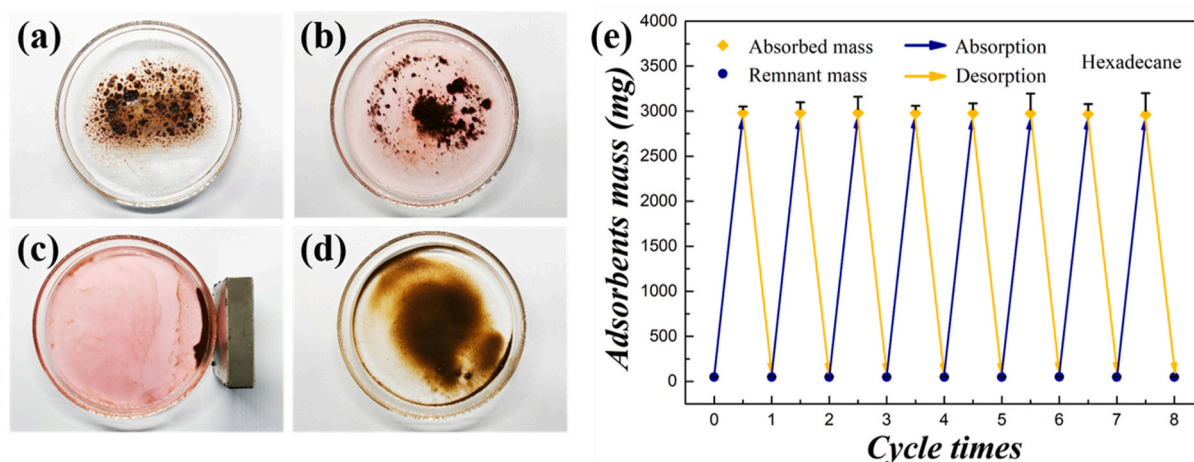 (a)
(b)
(c)
(d)
(e)
Absorbed mass
Absorption
Remnant mass
Desorption
Hexadecane
Adsorbents mass (mg)
4000
3500
3000
2500
2000
1500
1000
500
0
0 1 2 3 4 5 6 7 8
Cycle times